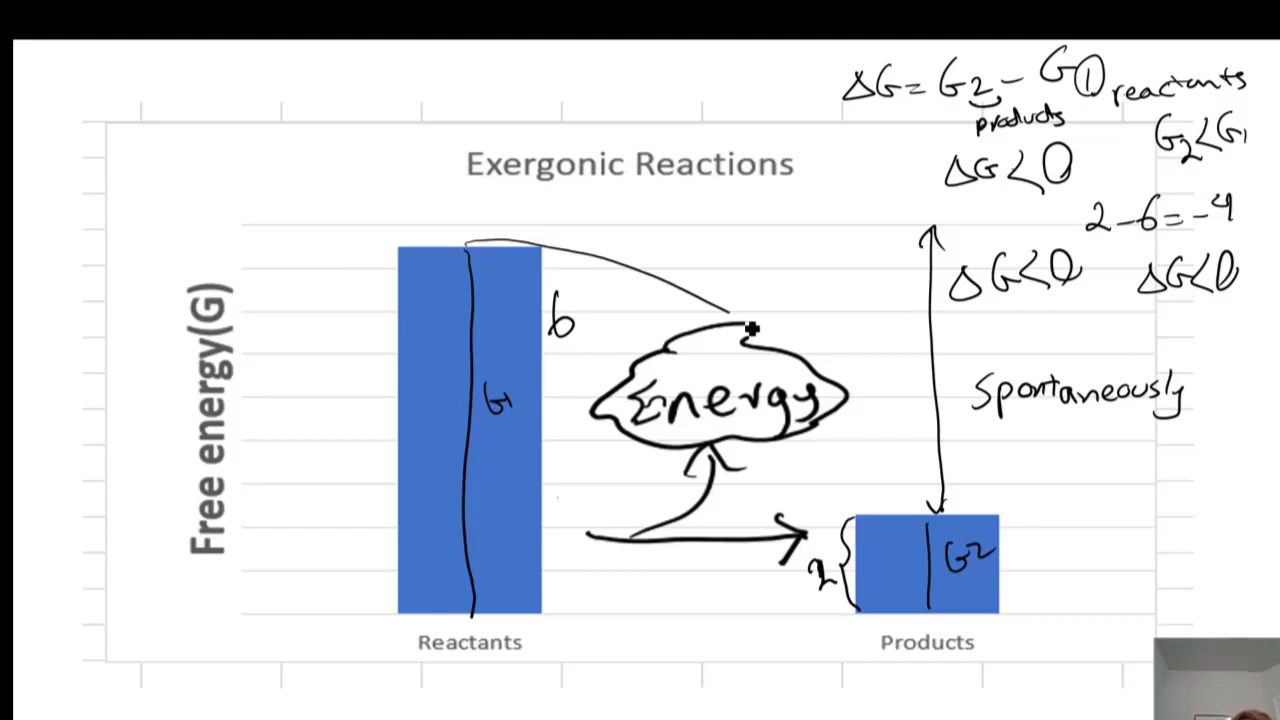 ΔG = G2 - G1 reactants
products
G2 < G1
Exergonic Reactions
ΔG < 0
2 - 6 = -4
ΔG < 0
ΔG < 0
Free energy(G)
6
Energy
Spontaneously
G2
2
Reactants
Products